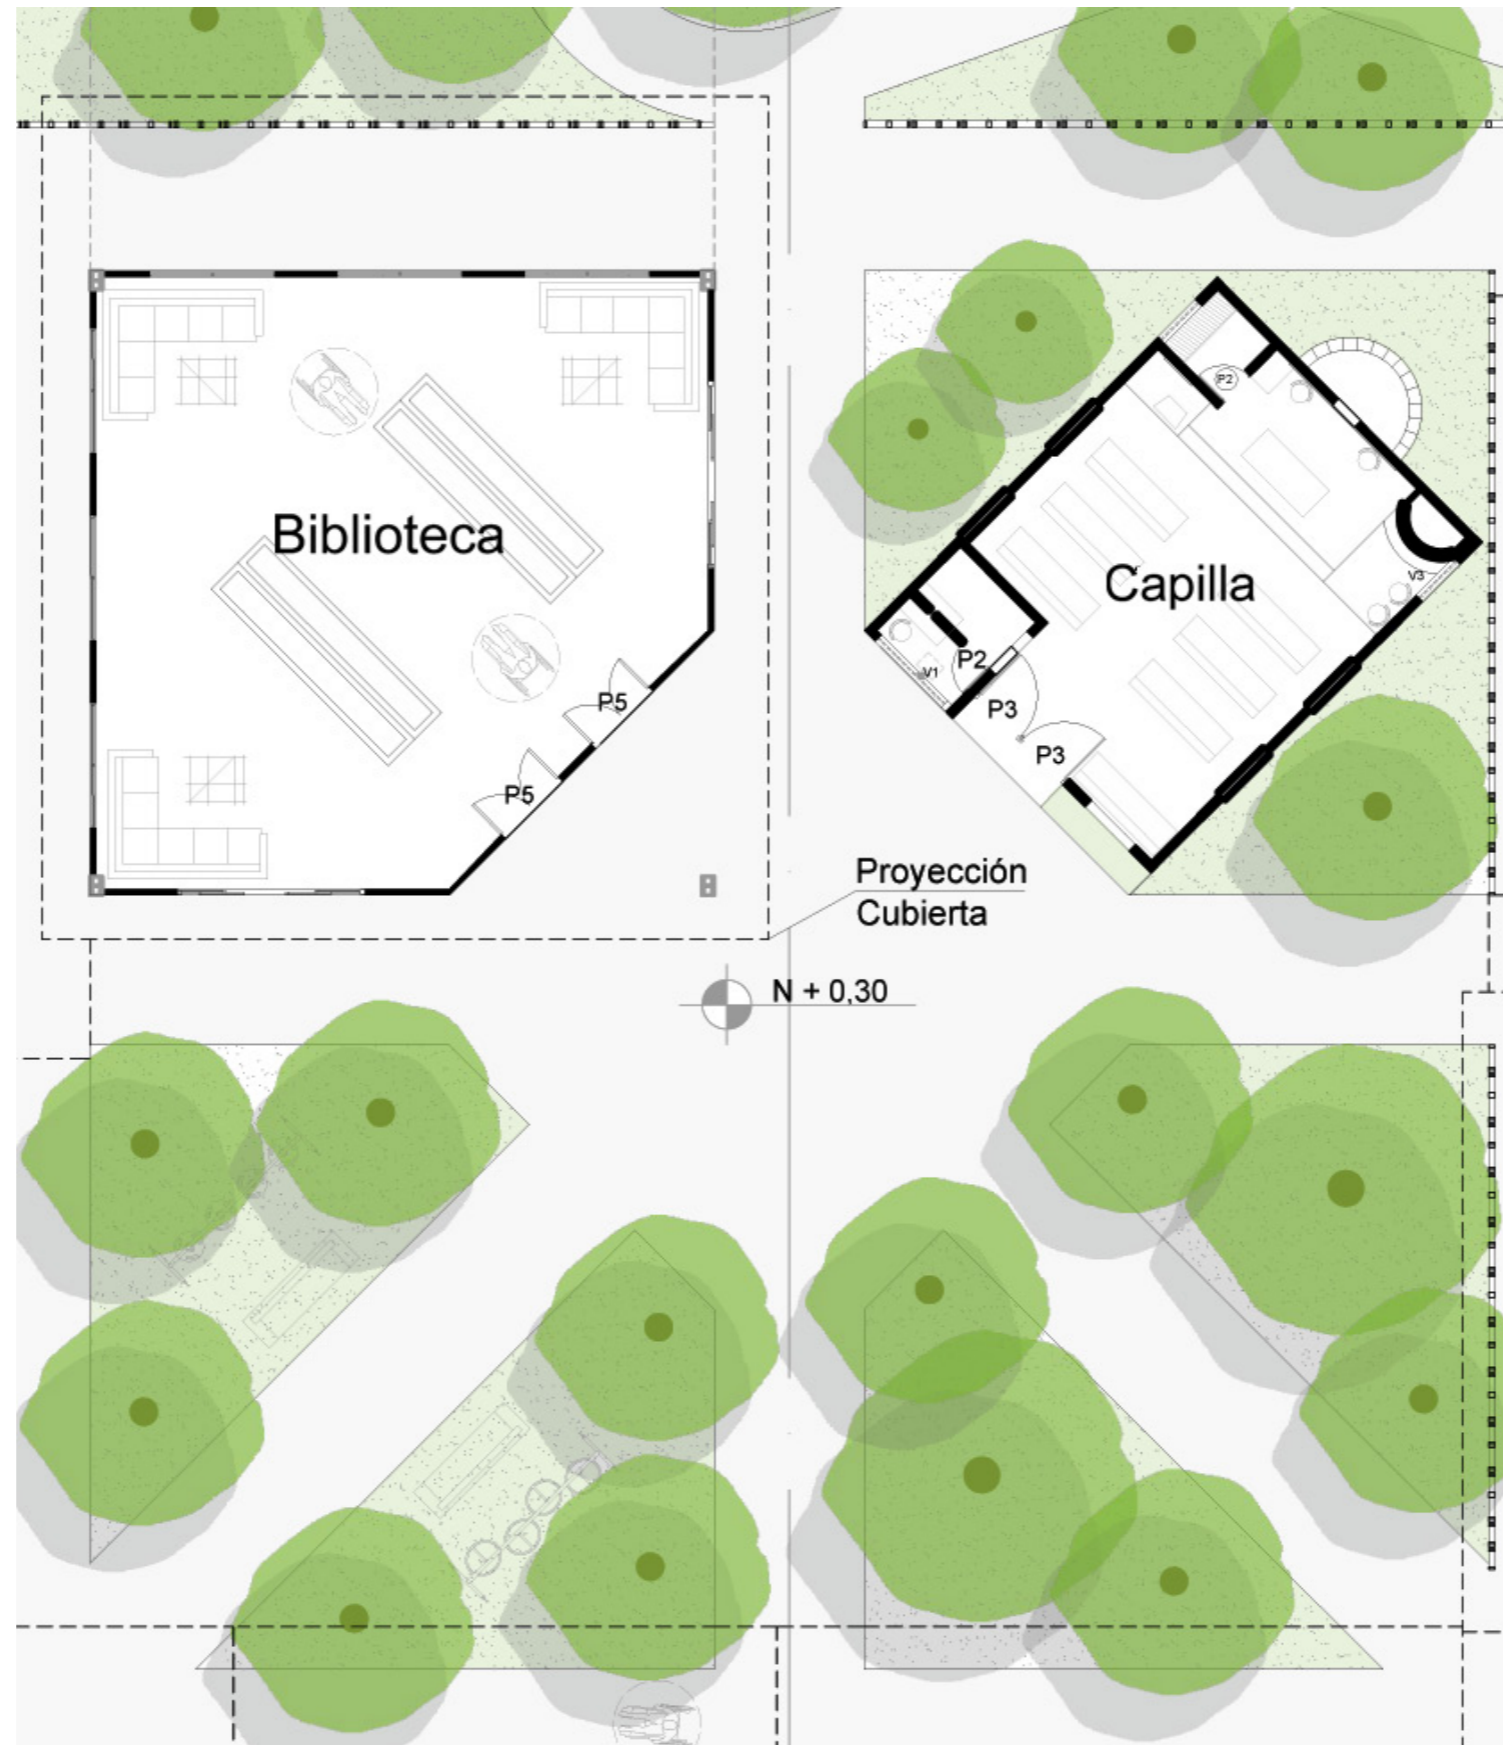 P2
Biblioteca
Capilla
V3
V1
P2
P5
P3
P3
P5
Proyección
Cubierta
N + 0,30